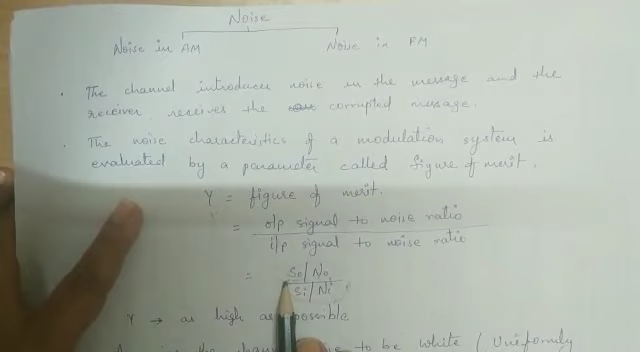 Noise
Noise in AM Noise in FM
. The channel introduces noise in the message and the
receiver receives the corrupted message.
. The noise characteristics of a modulation system is
evaluated by a parameter called figure of merit.
γ = figure of merit.
= o/p signal to noise ratio
i/p signal to noise ratio
= So/No
Si/Ni
γ → as high as possible
the to be white (Uniformly